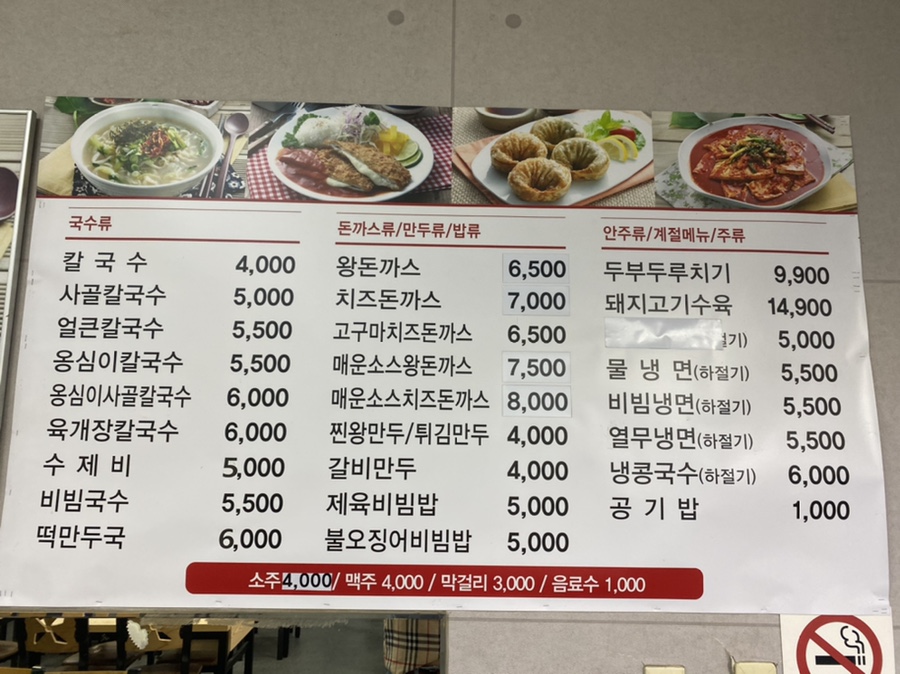 국수류
칼 국 수 4,000
사골칼국수 5,000
얼큰칼국수 5,500
옹심이칼국수 5,500
옹심이사골칼국수 6,000
육개장칼국수 6,000
수 제 비 5,000
비빔국수 5,500
떡만두국 6,000
돈까스류/만두류/밥류
왕돈까스 6,500
치즈돈까스 7,000
고구마치즈돈까스 6,500
매운소스왕돈까스 7,500
매운소스치즈돈까스 8,000
찐왕만두/튀김만두 4,000
갈비만두 4,000
제육비빔밥 5,000
불오징어비빔밥 5,000
안주류/계절메뉴/주류
두부두루치기 9,900
돼지고기수육 14,900
절기) 5,000
물 냉 면(하절기) 5,500
비빔냉면(하절기) 5,500
열무냉면(하절기) 5,500
냉콩국수(하절기) 6,000
공 기 밥 1,000
소주4,000/ 맥주 4,000 / 막걸리 3,000 / 음료수 1,000